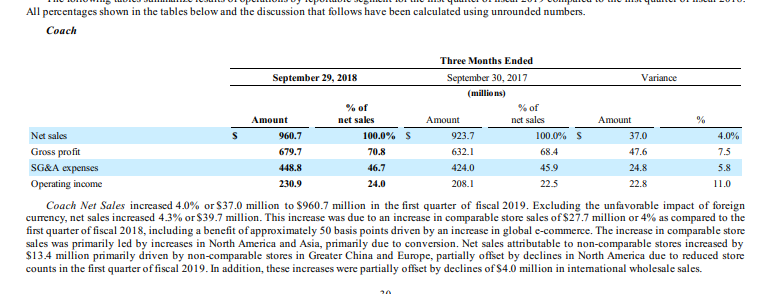 All percentages shown in the tables below and the discussion that follows have been calculated using unrounded numbers.
Coach
Three Months Ended
September 29, 2018 September 30, 2017 Variance
(millions)
% of % of
Amount net sales Amount net sales Amount %
Net sales $ 960.7 100.0% $ 923.7 100.0% $ 37.0 4.0%
Gross profit 679.7 70.8 632.1 68.4 47.6 7.5
SG&A expenses 448.8 46.7 424.0 45.9 24.8 5.8
Operating income 230.9 24.0 208.1 22.5 22.8 11.0
Coach Net Sales increased 4.0% or $37.0 million to $960.7 million in the first quarter of fiscal 2019. Excluding the unfavorable impact of foreign
currency, net sales increased 4.3% or $39.7 million. This increase was due to an increase in comparable store sales of $27.7 million or 4% as compared to the
first quarter of fiscal 2018, including a benefit of approximately 50 basis points driven by an increase in global e-commerce. The increase in comparable store
sales was primarily led by increases in North America and Asia, primarily due to conversion. Net sales attributable to non-comparable stores increased by
$13.4 million primarily driven by non-comparable stores in Greater China and Europe, partially offset by declines in North America due to reduced store
counts in the first quarter of fiscal 2019. In addition, these increases were partially offset by declines of $4.0 million in international wholesale sales.